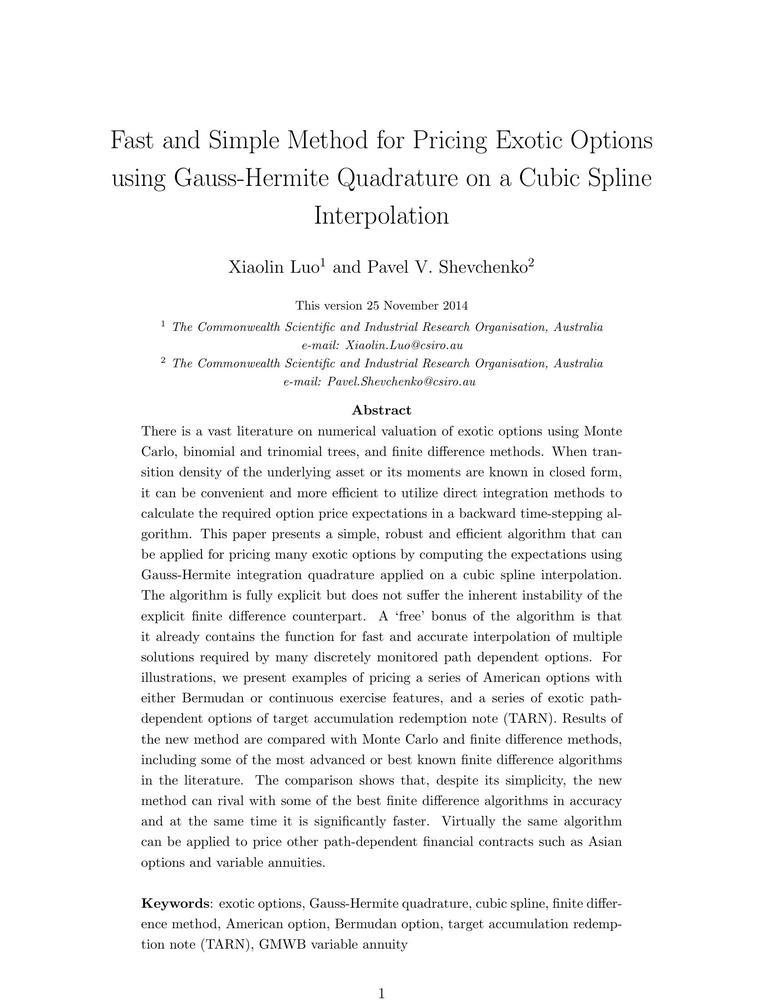 Fast and Simple Method for Pricing Exotic Options
using Gauss-Hermite Quadrature on a Cubic Spline
Interpolation
Xiaolin Luo1 and Pavel V. Shevchenko2
This version 25 November 2014
1 The Commonwealth Scientific and Industrial Research Organisation, Australia
e-mail: Xiaolin.Luo@csiro.au
2 The Commonwealth Scientific and Industrial Research Organisation, Australia
e-mail: Pavel.Shevchenko@csiro.au
Abstract
There is a vast literature on numerical valuation of exotic options using Monte
Carlo, binomial and trinomial trees, and finite difference methods. When tran-
sition density of the underlying asset or its moments are known in closed form,
it can be convenient and more efficient to utilize direct integration methods to
calculate the required option price expectations in a backward time-stepping al-
gorithm. This paper presents a simple, robust and efficient algorithm that can
be applied for pricing many exotic options by computing the expectations using
Gauss-Hermite integration quadrature applied on a cubic spline interpolation.
The algorithm is fully explicit but does not suffer the inherent instability of the
explicit finite difference counterpart. A ‘free’ bonus of the algorithm is that
it already contains the function for fast and accurate interpolation of multiple
solutions required by many discretely monitored path dependent options. For
illustrations, we present examples of pricing a series of American options with
either Bermudan or continuous exercise features, and a series of exotic path-
dependent options of target accumulation redemption note (TARN). Results of
the new method are compared with Monte Carlo and finite difference methods,
including some of the most advanced or best known finite difference algorithms
in the literature. The comparison shows that, despite its simplicity, the new
method can rival with some of the best finite difference algorithms in accuracy
and at the same time it is significantly faster. Virtually the same algorithm
can be applied to price other path-dependent financial contracts such as Asian
options and variable annuities.
Keywords: exotic options, Gauss-Hermite quadrature, cubic spline, finite differ-
ence method, American option, Bermudan option, target accumulation redemp-
tion note (TARN), GMWB variable annuity
1